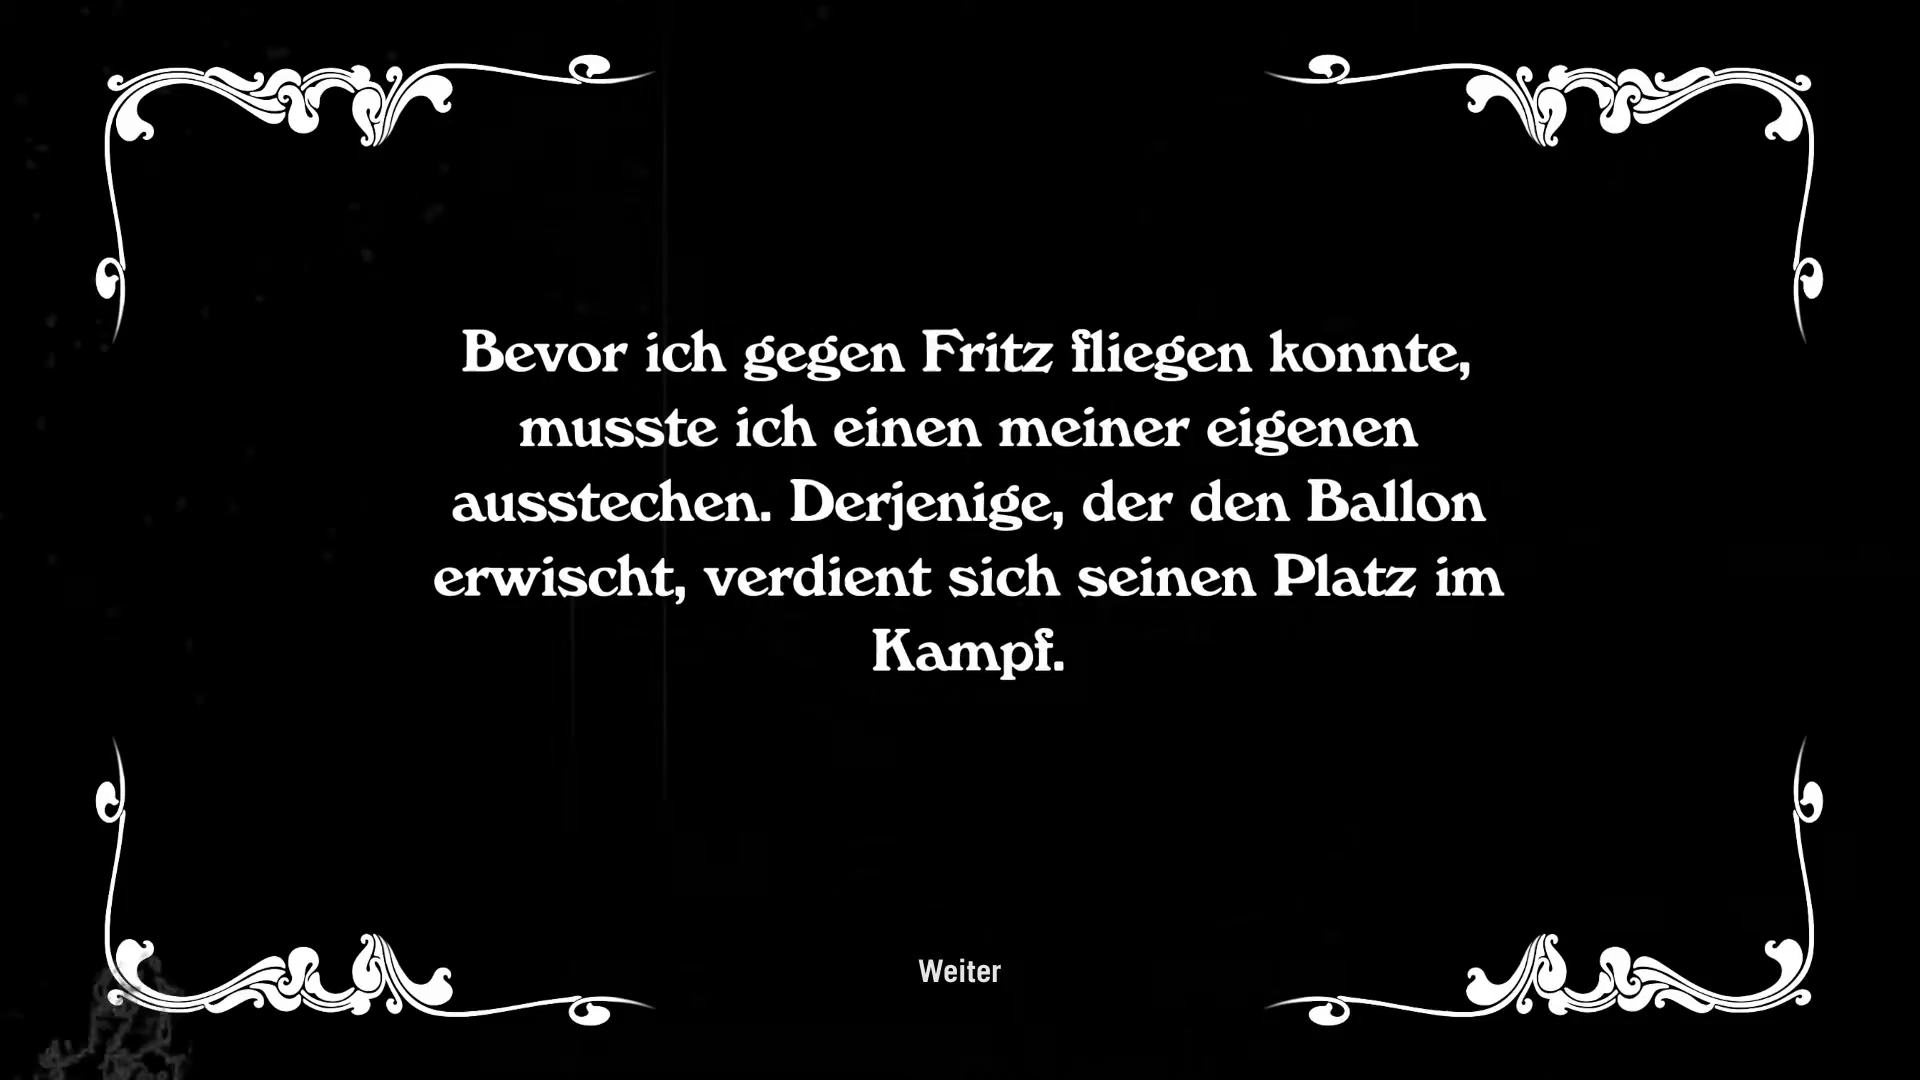 Bevor ich gegen Fritz fliegen konnte,
musste ich einen meiner eigenen
ausstechen. Derjenige, der den Ballon
erwischt, verdient sich seinen Platz im
Kampf.
Weiter